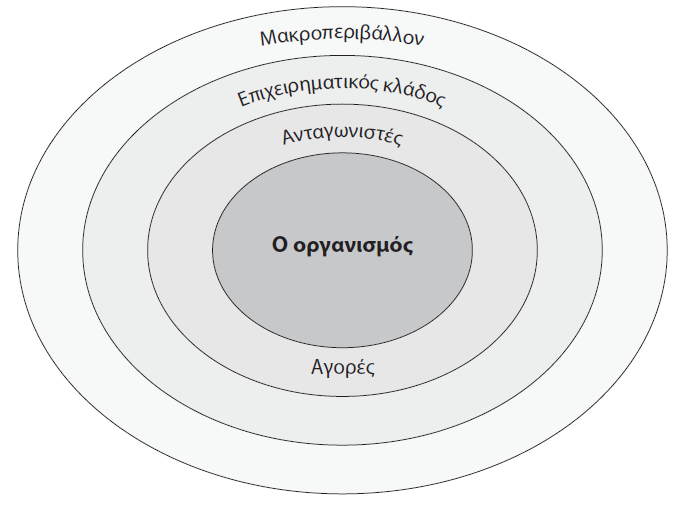 Μακροπεριβάλλον
Επιχειρηματικός κλάδος
Ανταγωνιστές
Ο οργανισμός
Αγορές